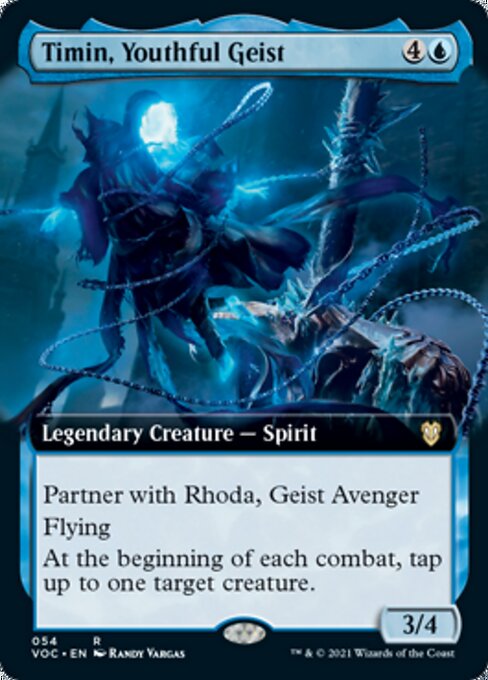 Timin, Youthful Geist 4
Legendary Creature — Spirit
Partner with Rhoda, Geist Avenger
Flying
At the beginning of each combat, tap
up to one target creature.
3/4
054 R
VOC • EN Randy Vargas
™ & © 2021 Wizards of the Coast